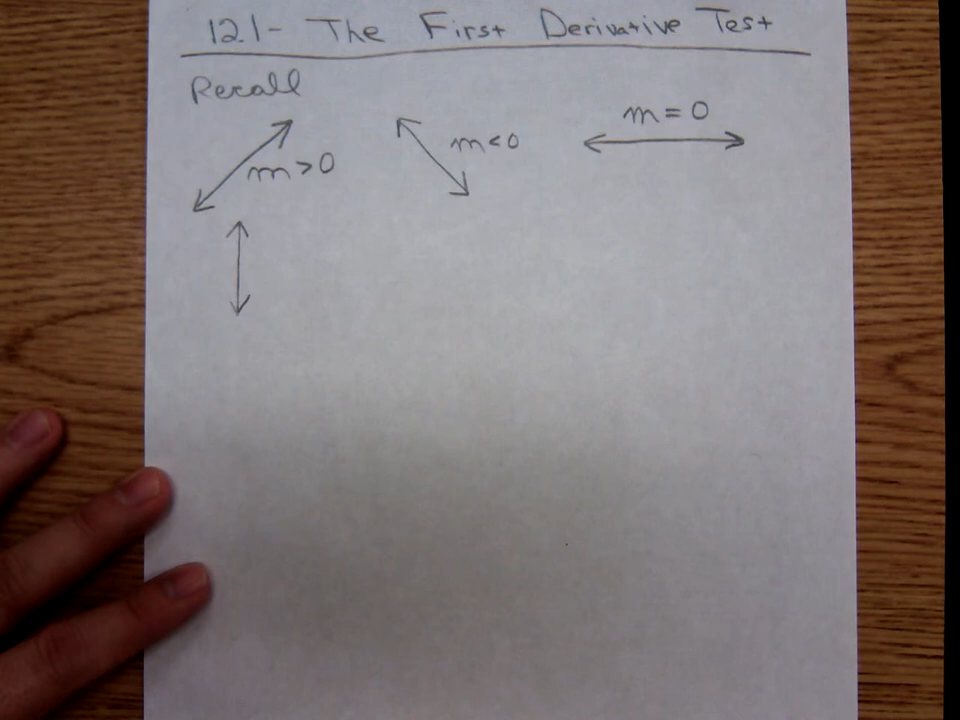 12.1- The First Derivative Test
Recall
m > 0
m < 0
m = 0